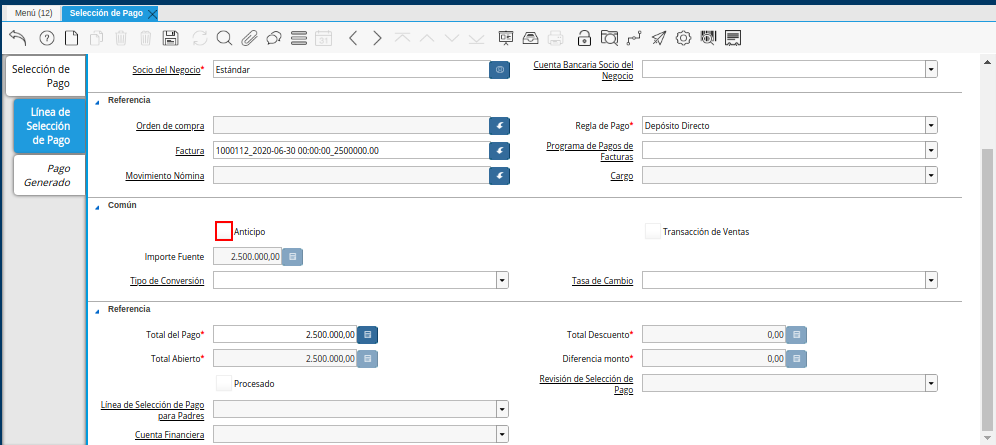 Menú (12) Selección de Pago
Selección de
Pago
Línea de
Selección
de Pago
Pago
Generado
Socio del Negocio* Estándar Cuenta Bancaria Socio del
Negocio
Referencia
Orden de compra Regla de Pago* Depósito Directo
Factura 1000112_2020-06-30 00:00:00_2500000.00 Programa de Pagos de
Facturas
Movimiento Nómina Cargo
Común
Anticipo Transacción de Ventas
Importe Fuente 2.500.000,00
Tipo de Conversión Tasa de Cambio
Referencia
Total del Pago* 2.500.000,00 Total Descuento* 0,00
Total Abierto* 2.500.000,00 Diferencia monto* 0,00
Procesado Revisión de Selección de
Pago
Línea de Selección de Pago
para Padres
Cuenta Financiera